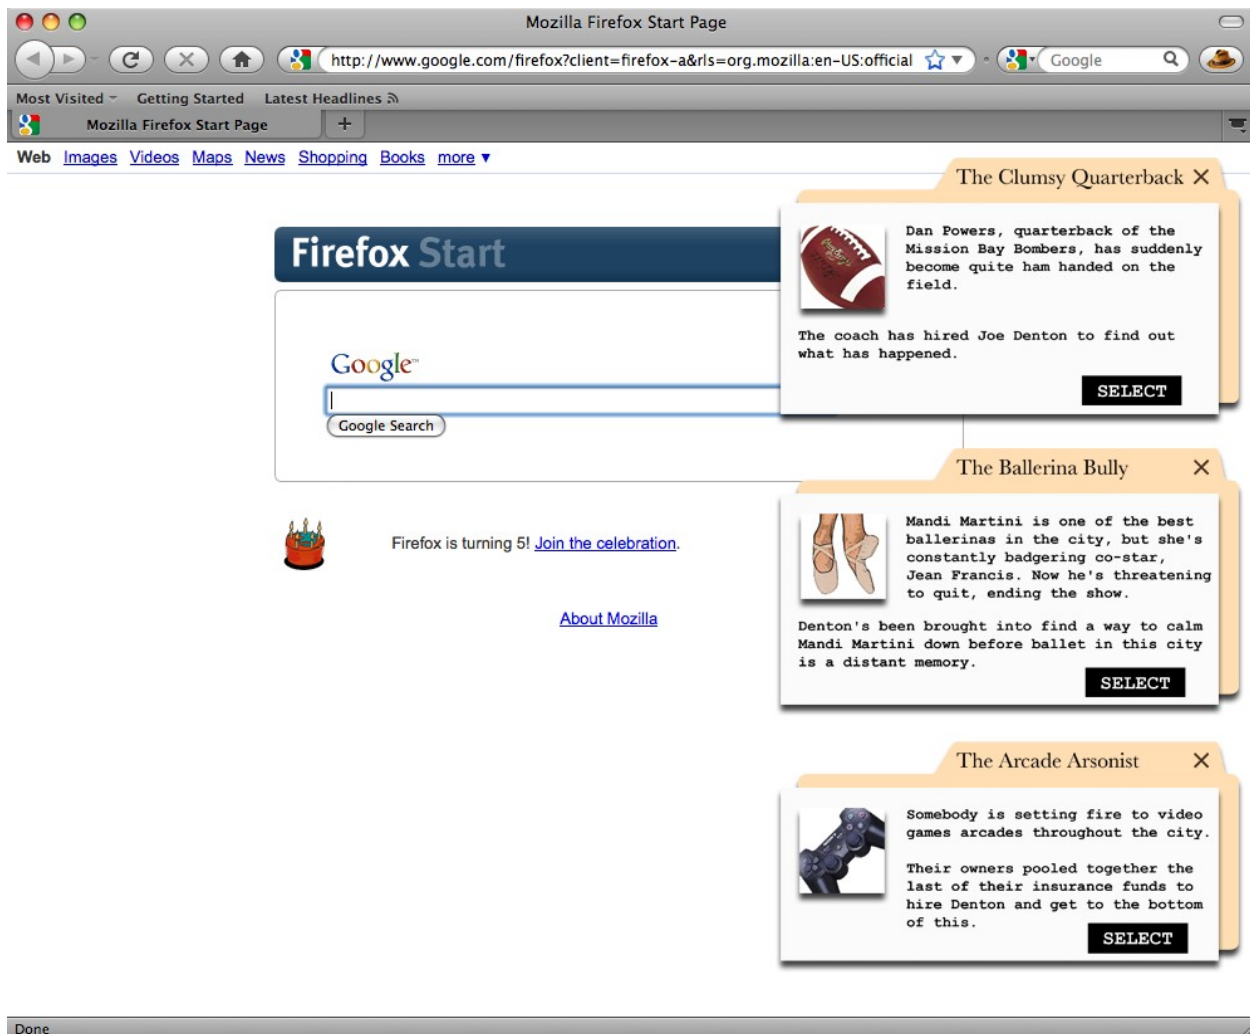 Mozilla Firefox Start Page
http://www.google.com/firefox?client=firefox-a&rls=org.mozilla:en-US:official
Google
Most Visited Getting Started Latest Headlines
Mozilla Firefox Start Page +
Web Images Videos Maps News Shopping Books more ▼
Firefox Start
Google™
Google Search
Firefox is turning 5! Join the celebration.
About Mozilla
The Clumsy Quarterback ×
Dan Powers, quarterback of the
Mission Bay Bombers, has suddenly
become quite ham handed on the
field.
The coach has hired Joe Denton to find out
what has happened.
SELECT
The Ballerina Bully ×
Mandi Martini is one of the best
ballerinas in the city, but she's
constantly badgering co-star,
Jean Francis. Now he's threatening
to quit, ending the show.
Denton's been brought into find a way to calm
Mandi Martini down before ballet in this city
is a distant memory.
SELECT
The Arcade Arsonist ×
Somebody is setting fire to video
games arcades throughout the city.
Their owners pooled together the
last of their insurance funds to
hire Denton and get to the bottom
of this.
SELECT
Done